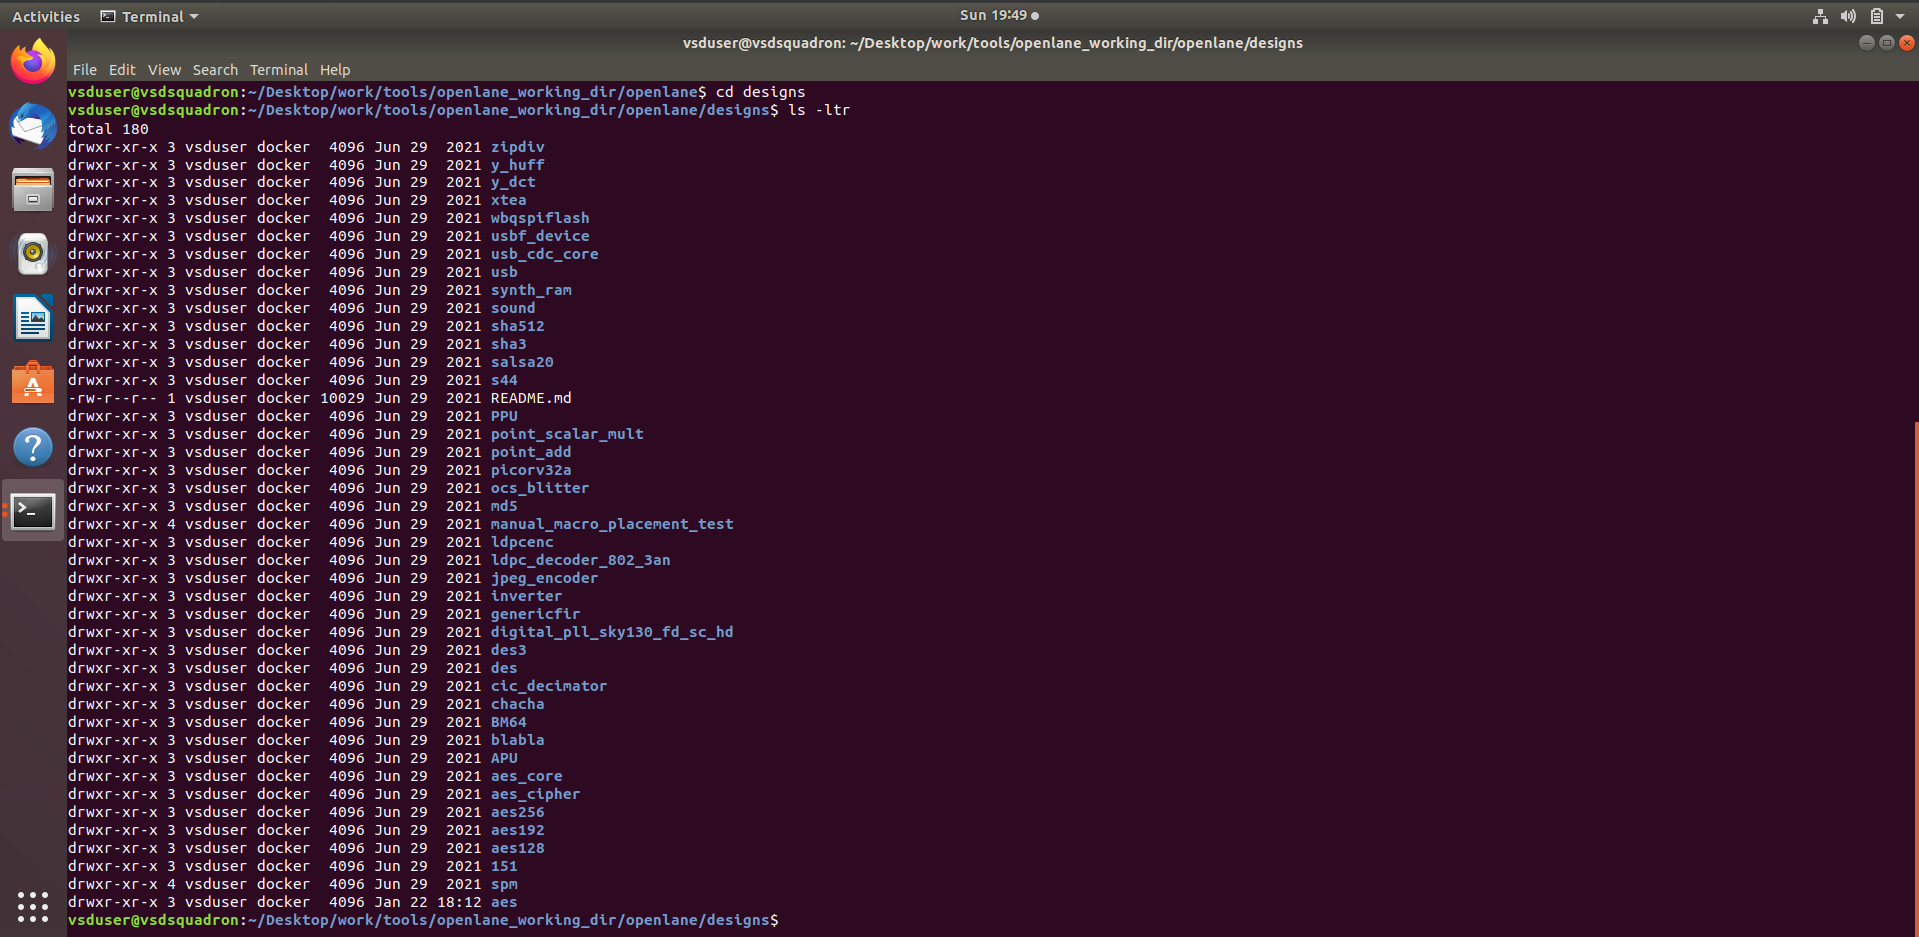 Activities Terminal Sun 19:49
vsduser@vsdsquadron: ~/Desktop/work/tools/openlane_working_dir/openlane/designs
File Edit View Search Terminal Help
vsduser@vsdsquadron:~/Desktop/work/tools/openlane_working_dir/openlane$ cd designs
vsduser@vsdsquadron:~/Desktop/work/tools/openlane_working_dir/openlane/designs$ ls -ltr
total 180
drwxr-xr-x 3 vsduser docker  4096 Jun 29  2021 zipdiv
drwxr-xr-x 3 vsduser docker  4096 Jun 29  2021 y_huff
drwxr-xr-x 3 vsduser docker  4096 Jun 29  2021 y_dct
drwxr-xr-x 3 vsduser docker  4096 Jun 29  2021 xtea
drwxr-xr-x 3 vsduser docker  4096 Jun 29  2021 wbqspiflash
drwxr-xr-x 3 vsduser docker  4096 Jun 29  2021 usbf_device
drwxr-xr-x 3 vsduser docker  4096 Jun 29  2021 usb_cdc_core
drwxr-xr-x 3 vsduser docker  4096 Jun 29  2021 usb
drwxr-xr-x 3 vsduser docker  4096 Jun 29  2021 synth_ram
drwxr-xr-x 3 vsduser docker  4096 Jun 29  2021 sound
drwxr-xr-x 3 vsduser docker  4096 Jun 29  2021 sha512
drwxr-xr-x 3 vsduser docker  4096 Jun 29  2021 sha3
drwxr-xr-x 3 vsduser docker  4096 Jun 29  2021 salsa20
drwxr-xr-x 3 vsduser docker  4096 Jun 29  2021 s44
-rw-r--r-- 1 vsduser docker 10029 Jun 29  2021 README.md
drwxr-xr-x 3 vsduser docker  4096 Jun 29  2021 PPU
drwxr-xr-x 3 vsduser docker  4096 Jun 29  2021 point_scalar_mult
drwxr-xr-x 3 vsduser docker  4096 Jun 29  2021 point_add
drwxr-xr-x 3 vsduser docker  4096 Jun 29  2021 picorv32a
drwxr-xr-x 3 vsduser docker  4096 Jun 29  2021 ocs_blitter
drwxr-xr-x 3 vsduser docker  4096 Jun 29  2021 md5
drwxr-xr-x 4 vsduser docker  4096 Jun 29  2021 manual_macro_placement_test
drwxr-xr-x 3 vsduser docker  4096 Jun 29  2021 ldpcenc
drwxr-xr-x 3 vsduser docker  4096 Jun 29  2021 ldpc_decoder_802_3an
drwxr-xr-x 3 vsduser docker  4096 Jun 29  2021 jpeg_encoder
drwxr-xr-x 3 vsduser docker  4096 Jun 29  2021 inverter
drwxr-xr-x 3 vsduser docker  4096 Jun 29  2021 genericfir
drwxr-xr-x 3 vsduser docker  4096 Jun 29  2021 digital_pll_sky130_fd_sc_hd
drwxr-xr-x 3 vsduser docker  4096 Jun 29  2021 des3
drwxr-xr-x 3 vsduser docker  4096 Jun 29  2021 des
drwxr-xr-x 3 vsduser docker  4096 Jun 29  2021 cic_decimator
drwxr-xr-x 3 vsduser docker  4096 Jun 29  2021 chacha
drwxr-xr-x 3 vsduser docker  4096 Jun 29  2021 BM64
drwxr-xr-x 3 vsduser docker  4096 Jun 29  2021 blabla
drwxr-xr-x 3 vsduser docker  4096 Jun 29  2021 APU
drwxr-xr-x 3 vsduser docker  4096 Jun 29  2021 aes_core
drwxr-xr-x 3 vsduser docker  4096 Jun 29  2021 aes_cipher
drwxr-xr-x 3 vsduser docker  4096 Jun 29  2021 aes256
drwxr-xr-x 3 vsduser docker  4096 Jun 29  2021 aes192
drwxr-xr-x 3 vsduser docker  4096 Jun 29  2021 aes128
drwxr-xr-x 3 vsduser docker  4096 Jun 29  2021 151
drwxr-xr-x 4 vsduser docker  4096 Jun 29  2021 spm
drwxr-xr-x 3 vsduser docker  4096 Jan 22 18:12 aes
vsduser@vsdsquadron:~/Desktop/work/tools/openlane_working_dir/openlane/designs$